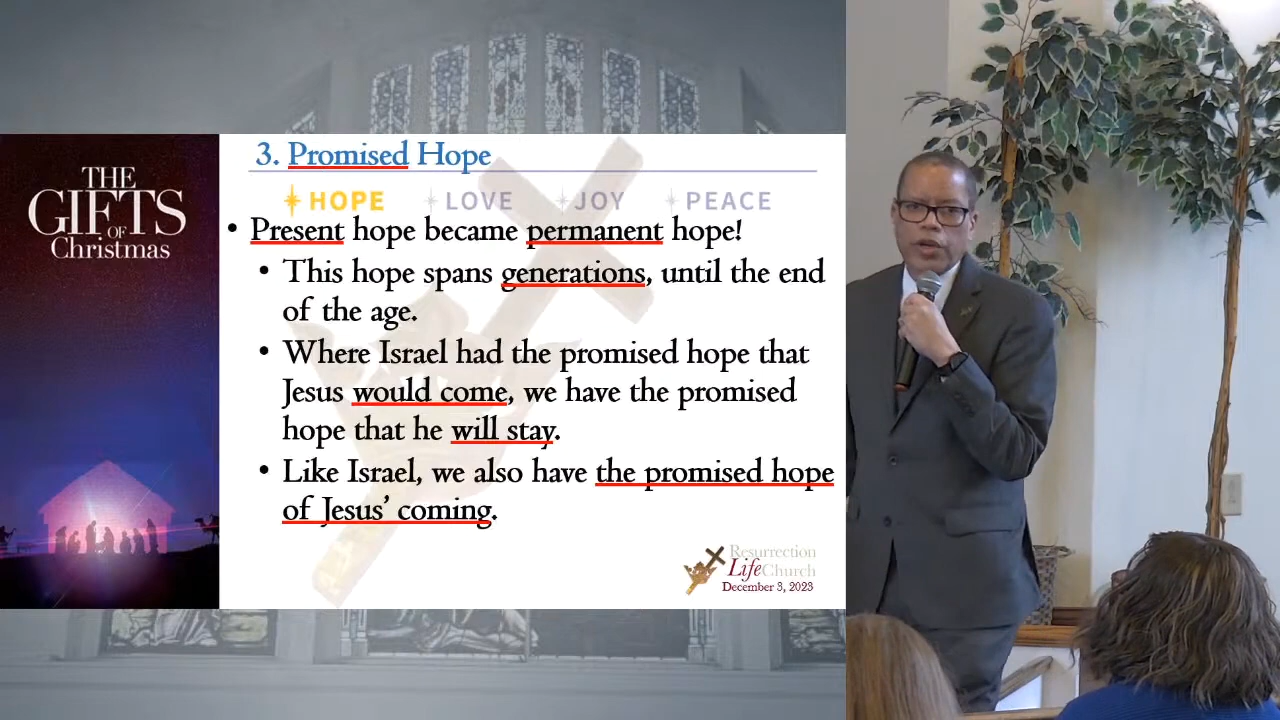 THE
GIFTS
OF
Christmas
3. Promised Hope
HOPE LOVE JOY PEACE
• Present hope became permanent hope!
• This hope spans generations, until the end
of the age.
• Where Israel had the promised hope that
Jesus would come, we have the promised
hope that he will stay.
• Like Israel, we also have the promised hope
of Jesus’ coming.
Resurrection
LifeChurch
December 3, 2023